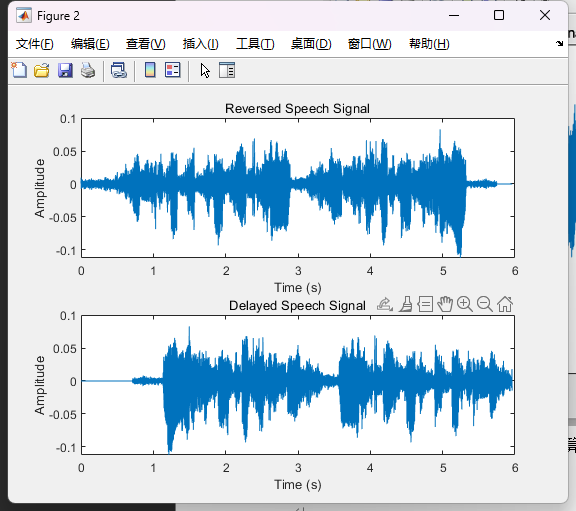 Figure 2
文件(F) 编辑(E) 查看(V) 插入(I) 工具(T) 桌面(D) 窗口(W) 帮助(H)
Reversed Speech Signal
0.1
0.05
0
-0.05
-0.1
Amplitude
0 1 2 3 4 5 6
Time (s)
Delayed Speech Signal
0.1
0.05
0
-0.05
-0.1
Amplitude
0 1 2 3 4 5 6
Time (s)